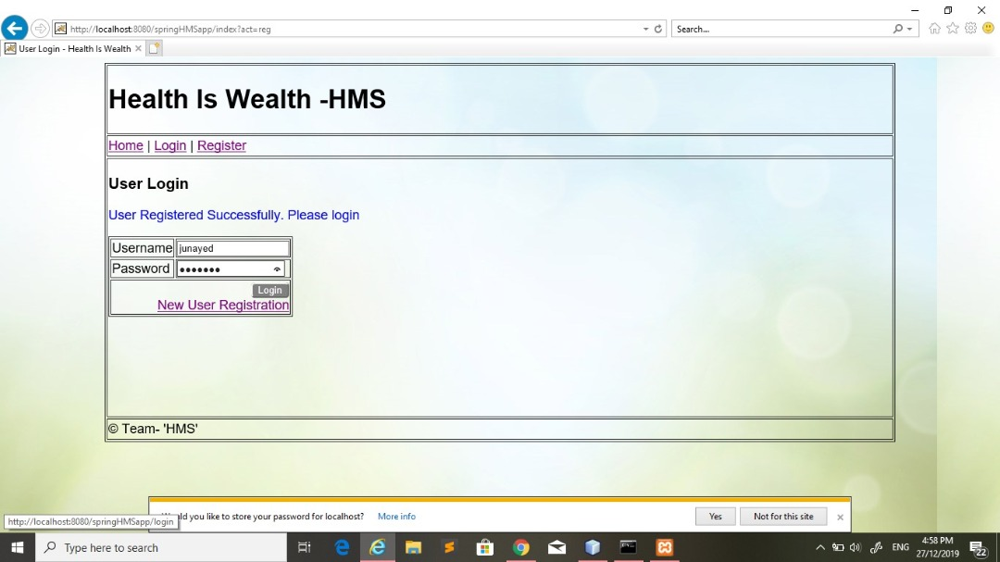 http://localhost:8080/springHMSapp/index?act=reg
Search...
User Login - Health Is Wealth
Health Is Wealth -HMS
Home | Login | Register
User Login
User Registered Successfully. Please login
Username junayed
Password
Login
New User Registration
© Team- 'HMS'
you like to store your password for localhost? More info Yes Not for this site
http://localhost:8080/springHMSapp/login
Type here to search
ENG
4:58 PM
27/12/2019
22